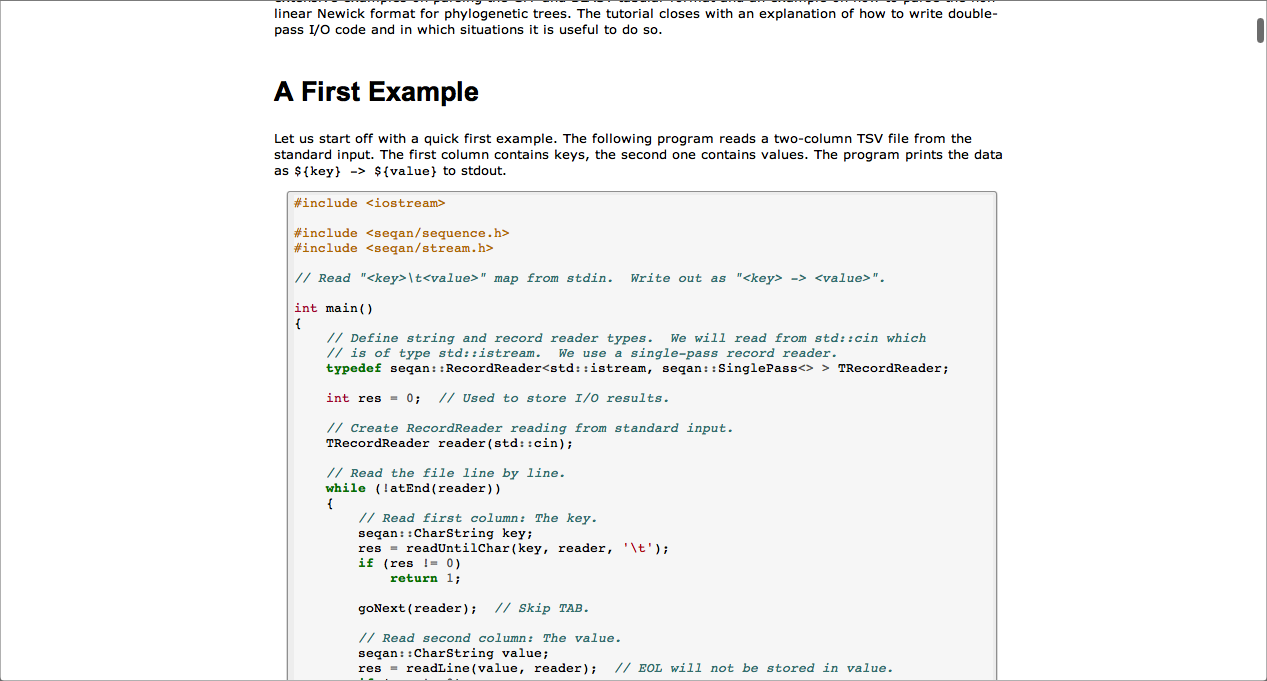 linear Newick format for phylogenetic trees. The tutorial closes with an explanation of how to write double-
pass I/O code and in which situations it is useful to do so.
A First Example
Let us start off with a quick first example. The following program reads a two-column TSV file from the
standard input. The first column contains keys, the second one contains values. The program prints the data
as ${key} -> ${value} to stdout.
#include <iostream>
#include <seqan/sequence.h>
#include <seqan/stream.h>
// Read "<key>\t<value>" map from stdin.  Write out as "<key> -> <value>".
int main()
{
    // Define string and record reader types.  We will read from std::cin which
    // is of type std::istream.  We use a single-pass record reader.
    typedef seqan::RecordReader<std::istream, seqan::SinglePass<> > TRecordReader;
    int res = 0;  // Used to store I/O results.
    // Create RecordReader reading from standard input.
    TRecordReader reader(std::cin);
    // Read the file line by line.
    while (!atEnd(reader))
    {
        // Read first column: The key.
        seqan::CharString key;
        res = readUntilChar(key, reader, '\t');
        if (res != 0)
            return 1;
        goNext(reader);  // Skip TAB.
        // Read second column: The value.
        seqan::CharString value;
        res = readLine(value, reader);  // EOL will not be stored in value.